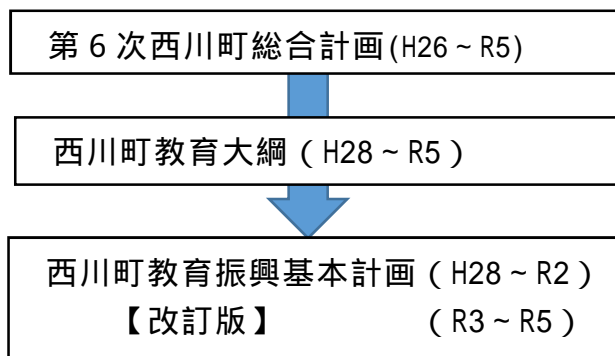 第６次西川町総合計画(H26～R5)
西川町教育大綱（H28～R5）
西川町教育振興基本計画（H28～R2）
【改訂版】　　　　（R3～R5）